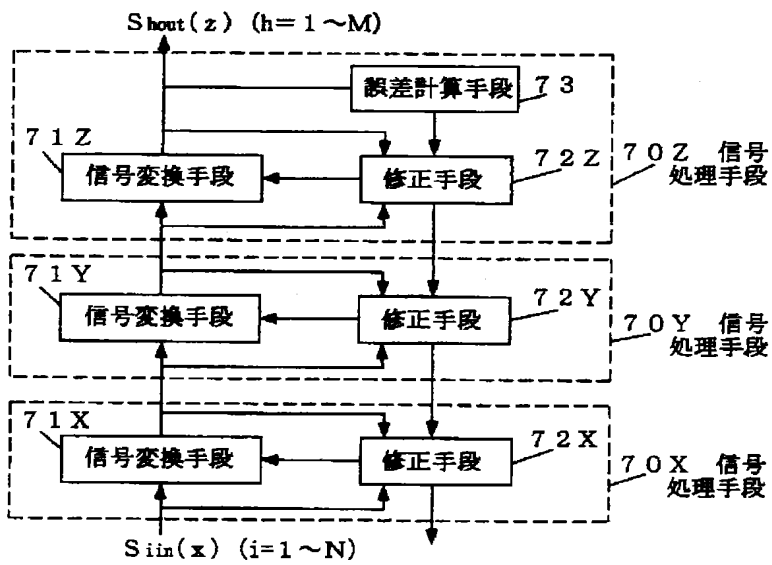 Shout(z) (h=1～M)
誤差計算手段
73
71Z
信号変換手段
修正手段
72Z
70Z 信号
処理手段
71Y
信号変換手段
修正手段
72Y
70Y 信号
処理手段
71X
信号変換手段
修正手段
72X
70X 信号
処理手段
Siin(x) (i=1～N)